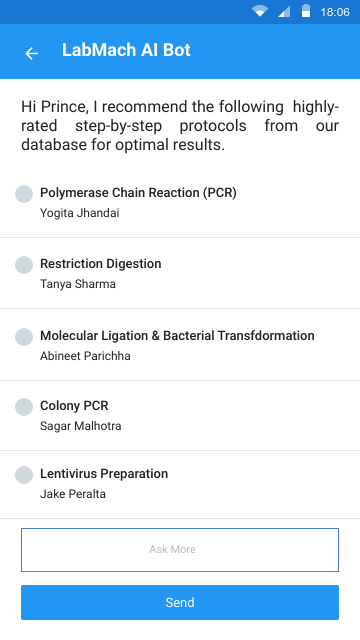 18:06
LabMach AI Bot
Hi Prince, I recommend the following highly-
rated step-by-step protocols from our
database for optimal results.
Polymerase Chain Reaction (PCR)
Yogita Jhandai
Restriction Digestion
Tanya Sharma
Molecular Ligation & Bacterial Transfdormation
Abineet Parichha
Colony PCR
Sagar Malhotra
Lentivirus Preparation
Jake Peralta
Ask More
Send